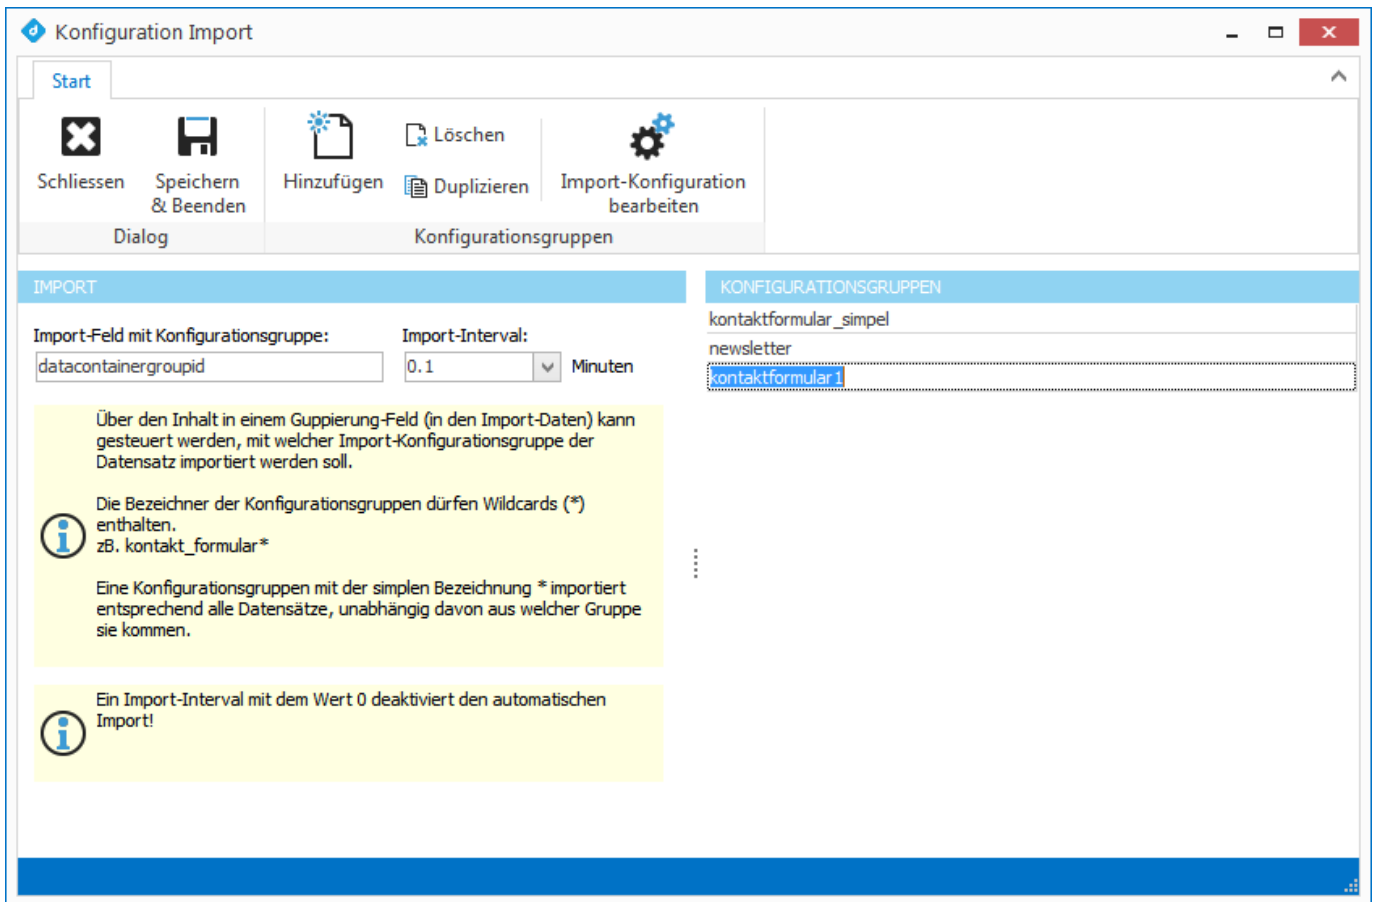 Konfiguration Import
Start
Schliessen
Speichern
& Beenden
Hinzufügen
Löschen
Duplizieren
Import-Konfiguration
bearbeiten
Dialog
Konfigurationsgruppen
IMPORT
Import-Feld mit Konfigurationsgruppe:
Import-Interval:
datacontainergroupid
0.1
Minuten
Über den Inhalt in einem Guppierung-Feld (in den Import-Daten) kann
gesteuert werden, mit welcher Import-Konfigurationsgruppe der
Datensatz importiert werden soll.
Die Bezeichner der Konfigurationsgruppen dürfen Wildcards (*)
enthalten.
zB. kontakt_formular*
Eine Konfigurationsgruppen mit der simplen Bezeichnung * importiert
entsprechend alle Datensätze, unabhängig davon aus welcher Gruppe
sie kommen.
Ein Import-Interval mit dem Wert 0 deaktiviert den automatischen
Import!
KONFIGURATIONSGRUPPEN
kontaktformular_simpel
newsletter
kontaktformular1